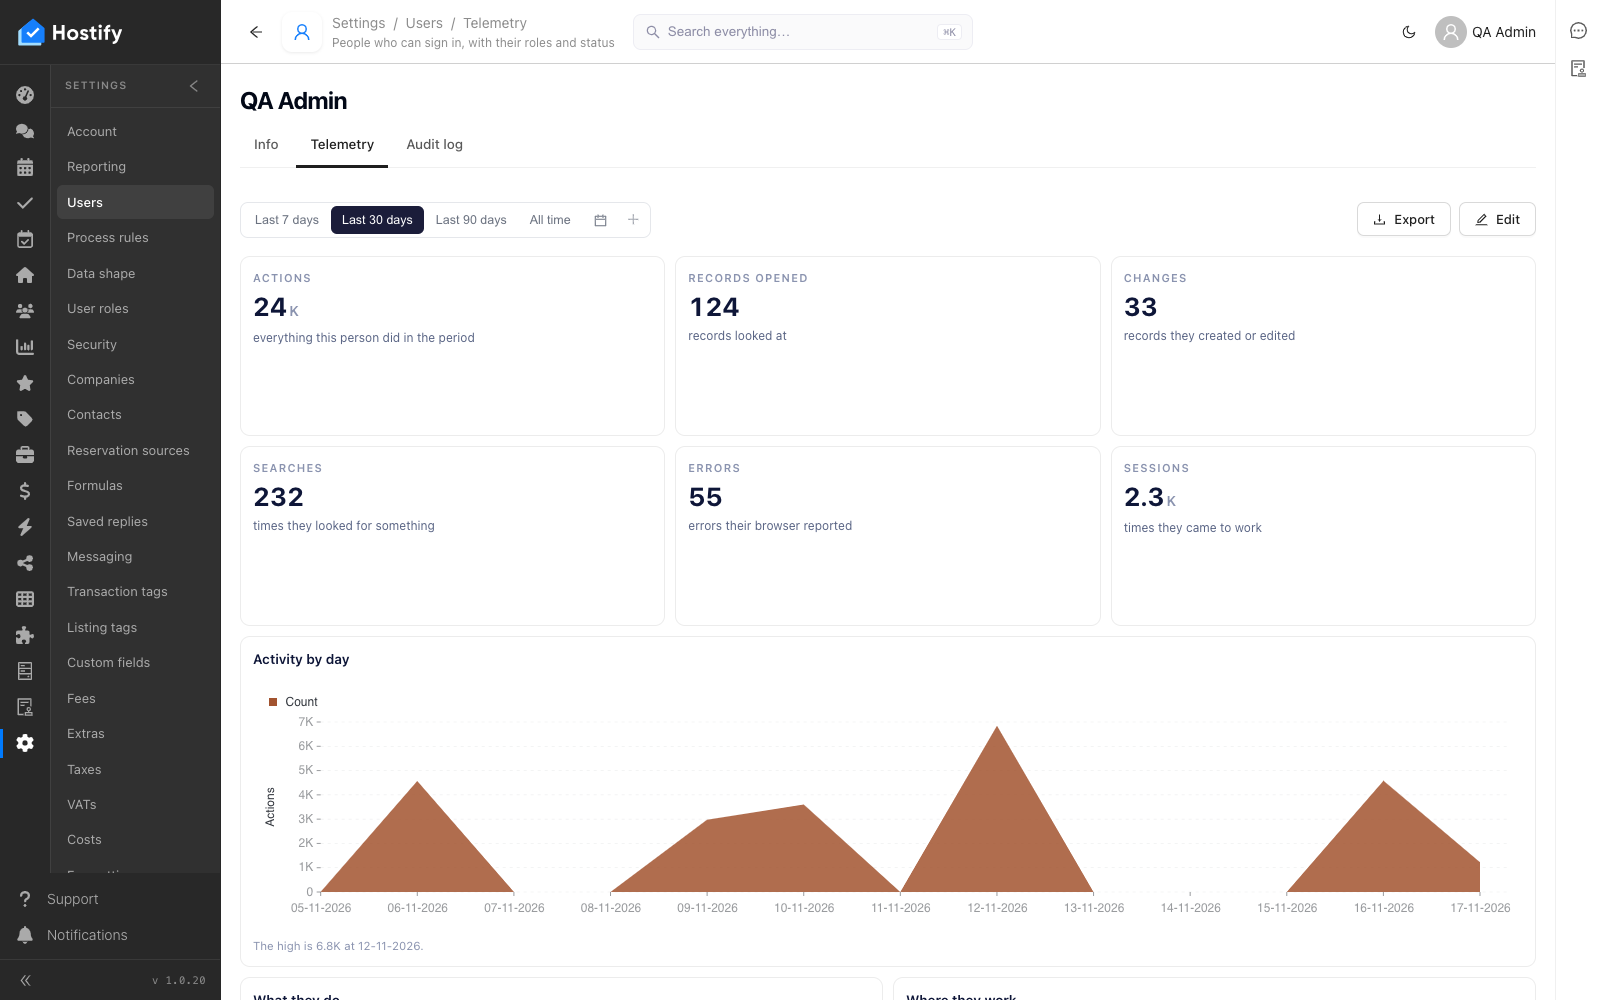 Hostify
Settings / Users / Telemetry
People who can sign in, with their roles and status
Search everything...
⌘K
QA Admin
SETTINGS
Account
Reporting
Users
Process rules
Data shape
User roles
Security
Companies
Contacts
Reservation sources
Formulas
Saved replies
Messaging
Transaction tags
Listing tags
Custom fields
Fees
Extras
Taxes
VATs
Costs
Support
Notifications
v 1.0.20
QA Admin
Info
Telemetry
Audit log
Last 7 days
Last 30 days
Last 90 days
All time
Export
Edit
ACTIONS
24 K
everything this person did in the period
RECORDS OPENED
124
records looked at
CHANGES
33
records they created or edited
SEARCHES
232
times they looked for something
ERRORS
55
errors their browser reported
SESSIONS
2.3 K
times they came to work
Activity by day
Count
7K
6K
5K
4K
3K
2K
1K
0
Actions
05-11-2026
06-11-2026
07-11-2026
08-11-2026
09-11-2026
10-11-2026
11-11-2026
12-11-2026
13-11-2026
14-11-2026
15-11-2026
16-11-2026
17-11-2026
The high is 6.8K at 12-11-2026.
What they do
Where they work